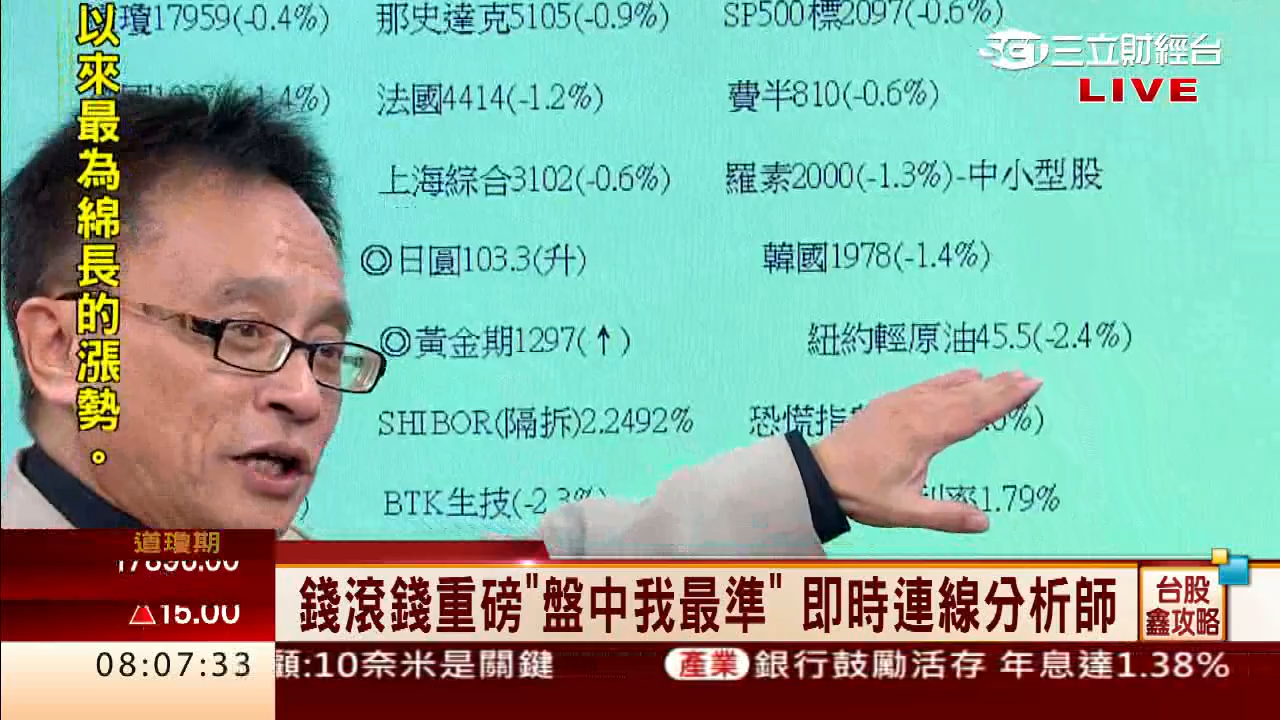 以來最為綿長的漲勢。
瓊17959(-0.4%) 那史達克5105(-0.9%) SP500標2097(-0.6%)
三立財經台
LIVE
法國4414(-1.2%) 費半810(-0.6%)
上海綜合3102(-0.6%) 羅素2000(-1.3%)-中小型股
◎日圓103.3(升) 韓國1978(-1.4%)
◎黃金期1297(↑) 紐約輕原油45.5(-2.4%)
SHIBOR(隔拆)2.2492% 恐慌指
BTK生技(-2.3%) 利率1.79%
道瓊期
17890.00
△15.00
錢滾錢重磅"盤中我最準" 即時連線分析師
台股
鑫攻略
08:07:33
顧:10奈米是關鍵 產業 銀行鼓勵活存 年息達1.38%